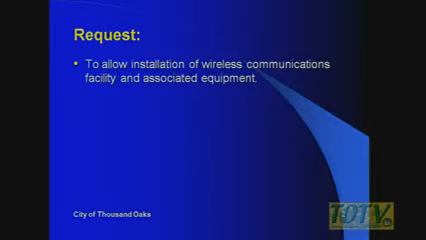 Request:
• To allow installation of wireless communications
facility and associated equipment.
City of Thousand Oaks
TOTV